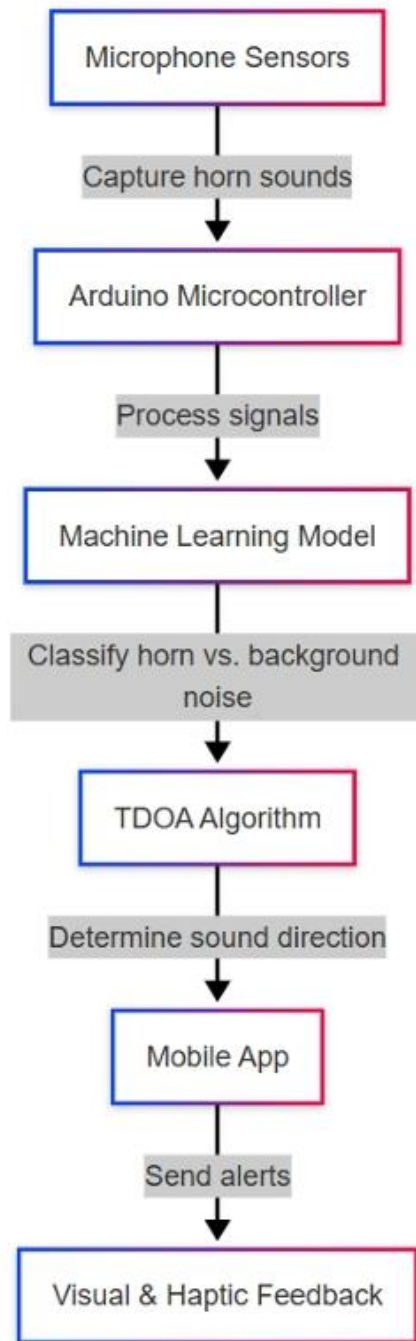 Microphone Sensors
Capture horn sounds
Arduino Microcontroller
Process signals
Machine Learning Model
Classify horn vs. background
noise
TDOA Algorithm
Determine sound direction
Mobile App
Send alerts
Visual & Haptic Feedback